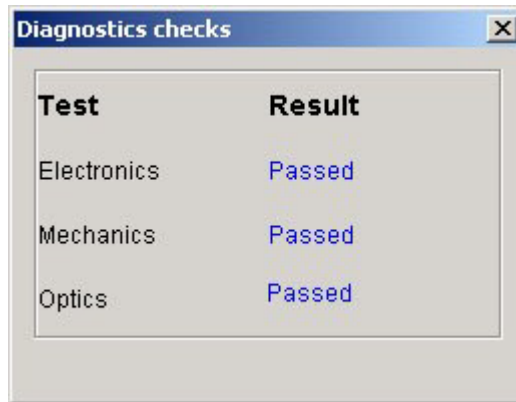 Diagnostics checks
Test Result
Electronics Passed
Mechanics Passed
Optics Passed